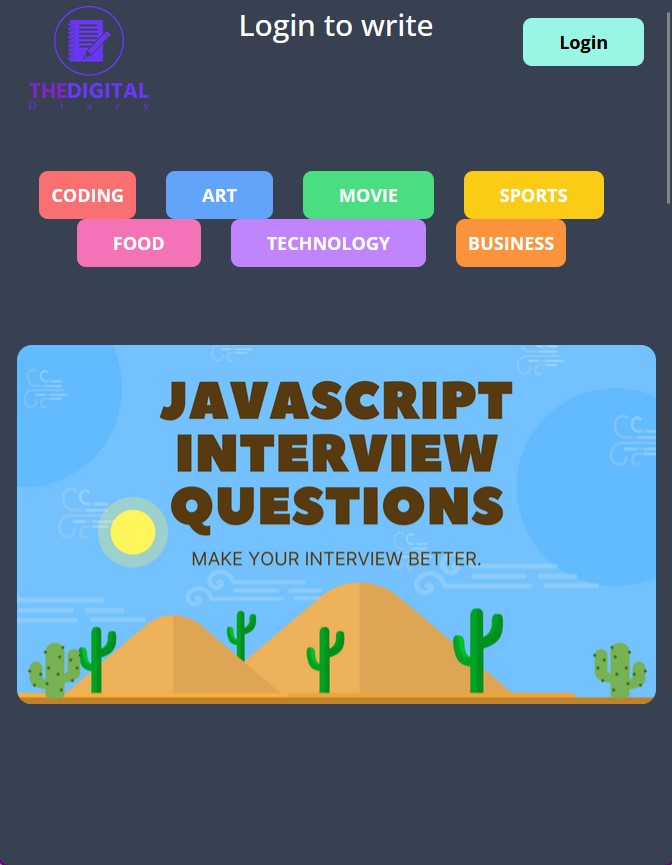 Login to write
Login
THEDIGITAL
Diary
CODING
ART
MOVIE
SPORTS
FOOD
TECHNOLOGY
BUSINESS
JAVASCRIPT
INTERVIEW
QUESTIONS
MAKE YOUR INTERVIEW BETTER.